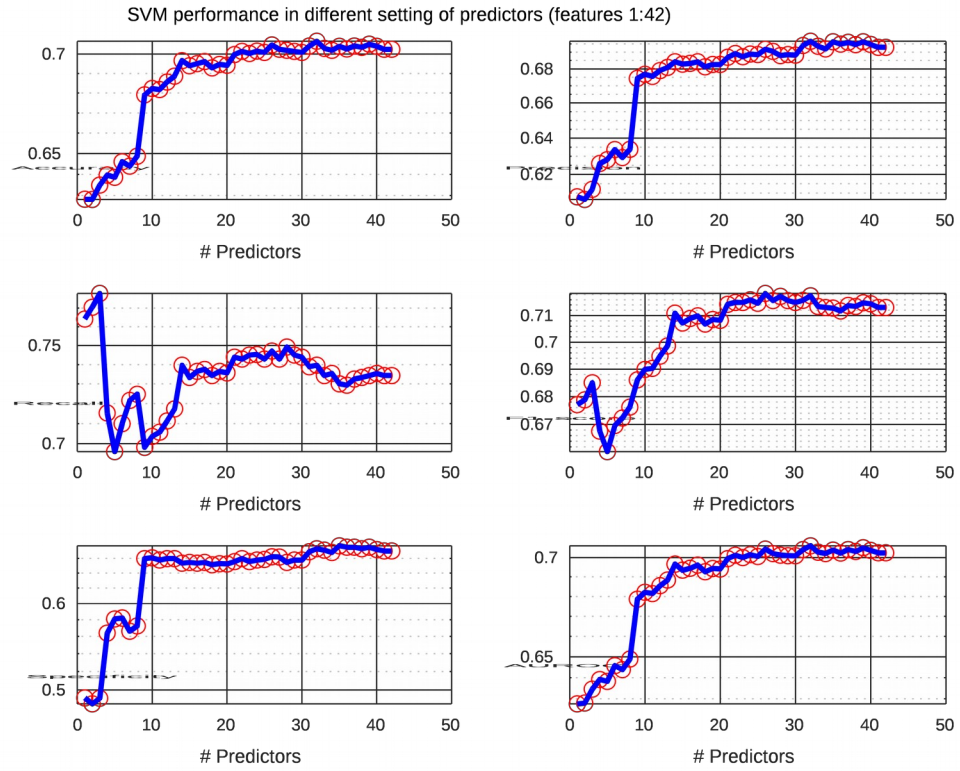 SVM performance in different setting of predictors (features 1:42)
0.7
0.65
Accuracy
0 10 20 30 40 50
# Predictors
0.68
0.66
0.64
0.62
Precision
0 10 20 30 40 50
# Predictors
0.75
Recall
0.7
0 10 20 30 40 50
# Predictors
0.71
0.7
0.69
0.68
0.67
0 10 20 30 40 50
# Predictors
0.6
Specificity
0.5
0 10 20 30 40 50
# Predictors
0.7
0.65
0 10 20 30 40 50
# Predictors